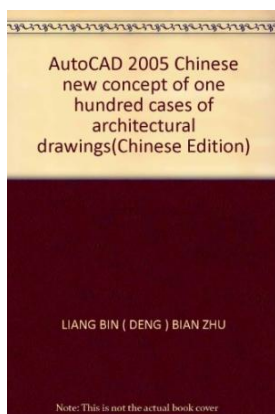 AutoCAD 2005 Chinese
new concept of one
hundred cases of
architectural
drawings(Chinese Edition)
LIANG BIN ( DENG ) BIAN ZHU
Note: This is not the actual book cover